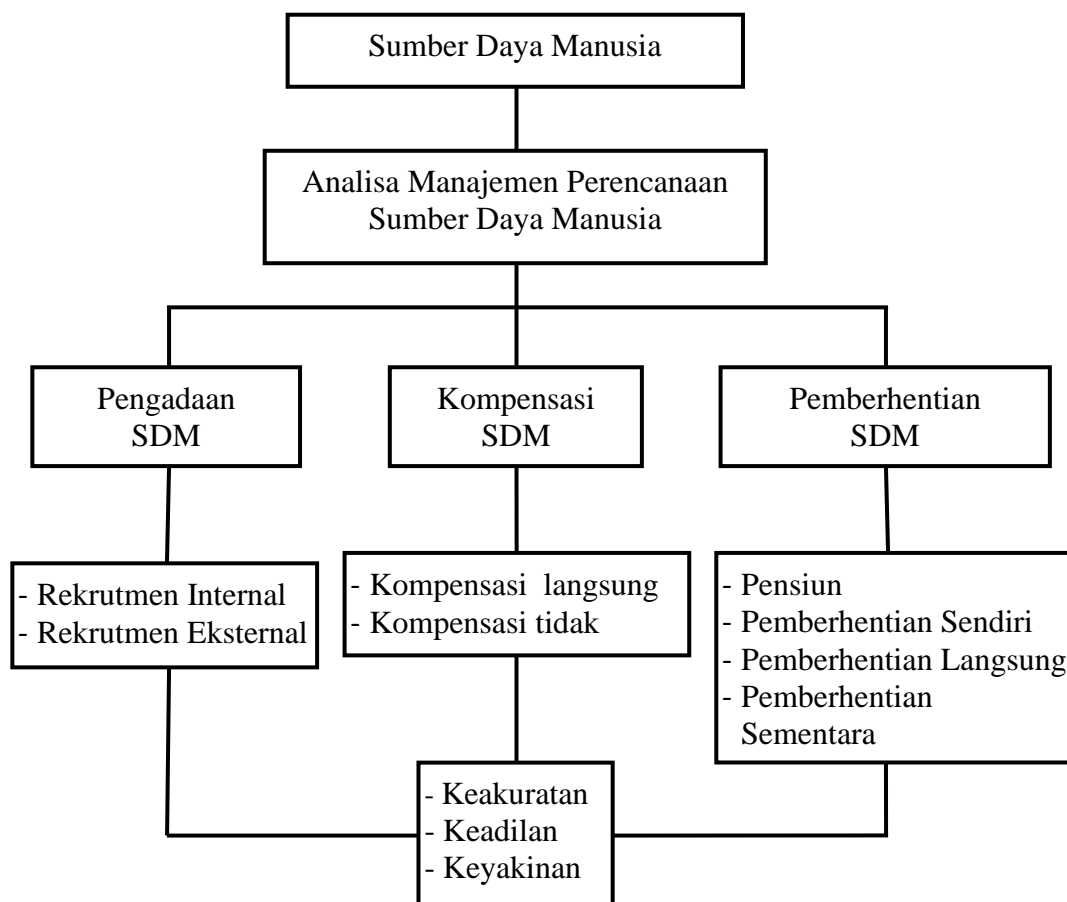 Sumber Daya Manusia
Analisa Manajemen Perencanaan
Sumber Daya Manusia
Pengadaan
SDM
Kompensasi
SDM
Pemberhentian
SDM
- Rekrutmen Internal
- Rekrutmen Eksternal
- Kompensasi langsung
- Kompensasi tidak
- Pensiun
- Pemberhentian Sendiri
- Pemberhentian Langsung
- Pemberhentian
Sementara
- Keakuratan
- Keadilan
- Keyakinan